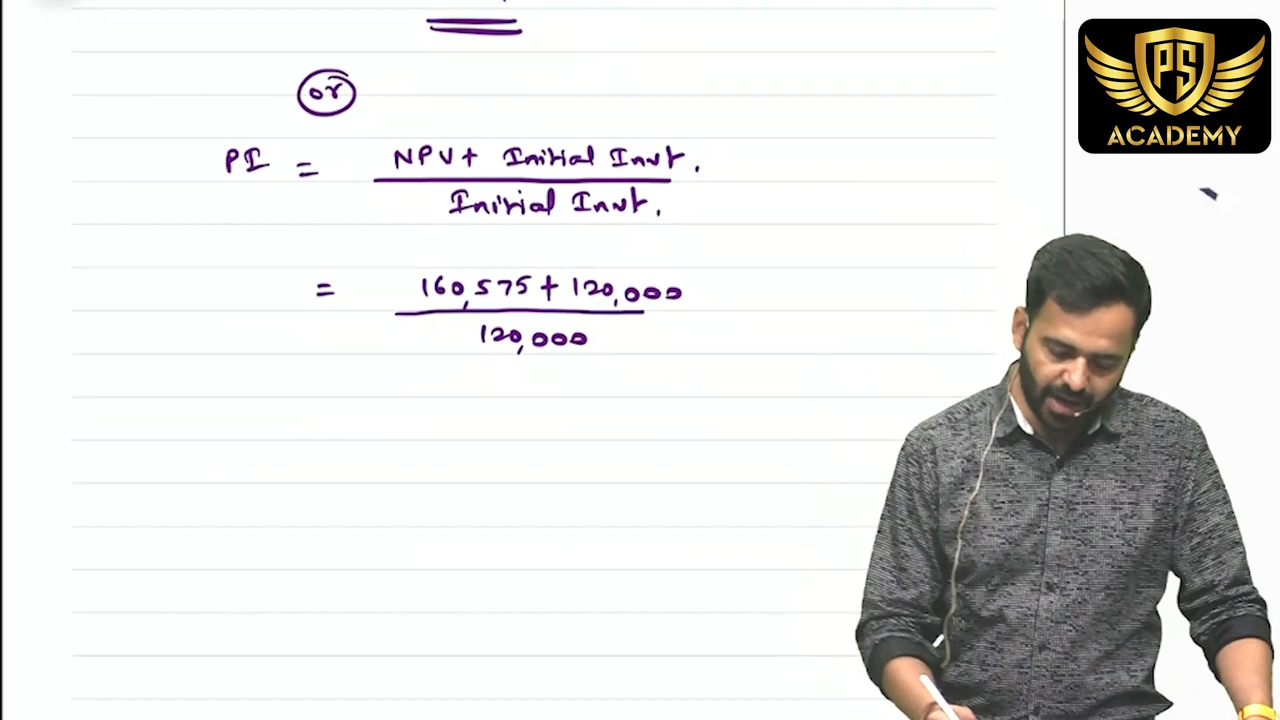 or
PI = NPV + Initial Invt.
Initial Invt.
= 160,575 + 120,000
120,000
PS
ACADEMY